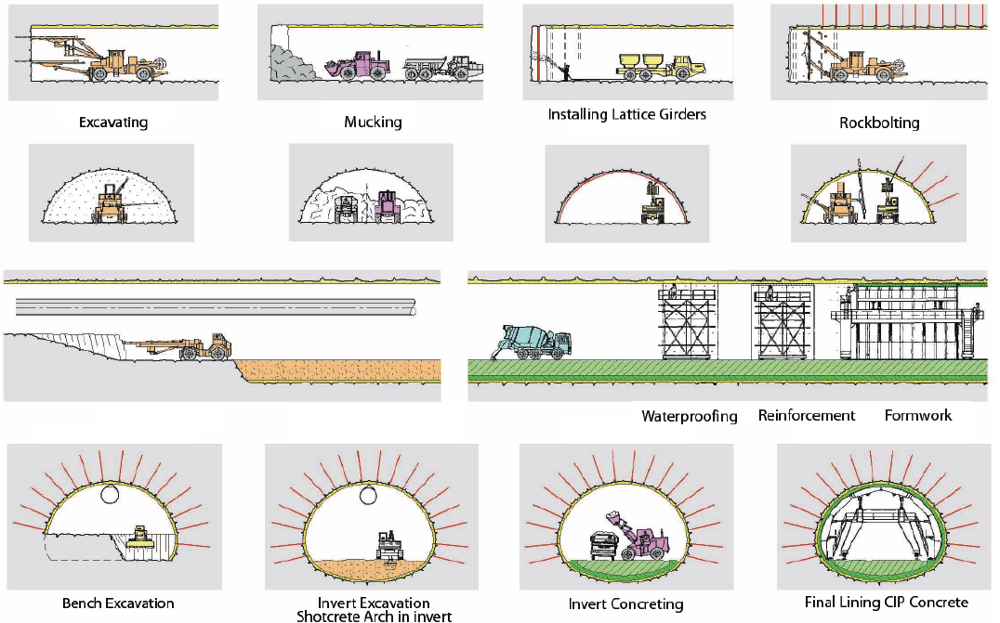 Excavating
Mucking
Installing Lattice Girders
Rockbolting
Waterproofing
Reinforcement
Formwork
Bench Excavation
Invert Excavation
Shotcrete Arch in invert
Invert Concreting
Final Lining CIP Concrete